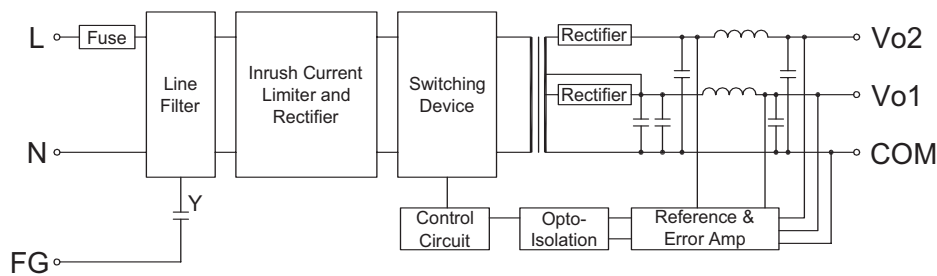 L
Fuse
Line
Filter
Inrush Current
Limiter and
Rectifier
Switching
Device
Rectifier
Vo2
Rectifier
Vo1
N
COM
Y
Control
Circuit
Opto-
Isolation
Reference &
Error Amp
FG